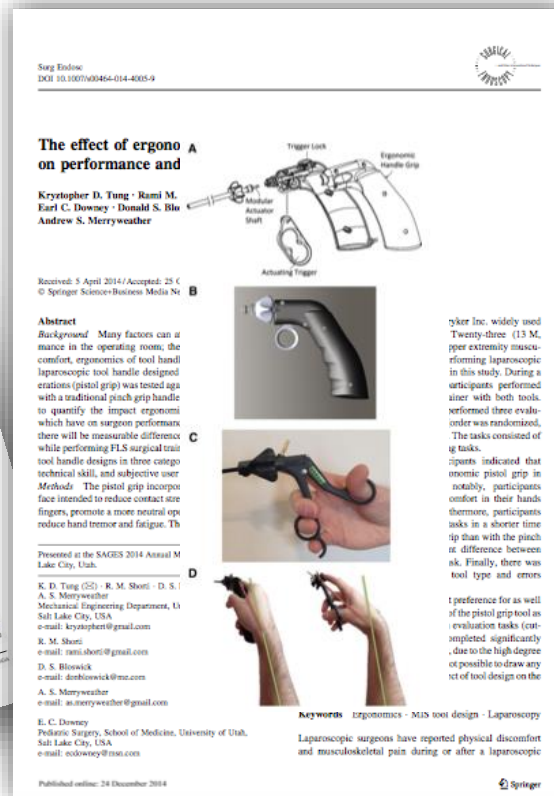 Surg Endosc
DOI 10.1007/s00464-014-4005-9
SURGICAL
ENDOSCOPY
The effect of ergono
on performance and
Kryztopher D. Tung · Rami M.
Earl C. Downey · Donald S. Blo
Andrew S. Merryweather
Received: 5 April 2014 / Accepted: 25
© Springer Science+Business Media Ne
A
Trigger Lock
Ergonomic
Handle Grip
Modular
Actuator
Shaft
Actuating Trigger
B
C
D
Abstract
Background Many factors can
mance in the operating room; the
comfort, ergonomics of tool handl
laparoscopic tool handle designed
erations (pistol grip) was tested aga
with a traditional pinch grip handle
to quantify the impact ergonomi
which have on surgeon performanc
there will be measurable difference
while performing FLS surgical train
tool handle designs in three catego
technical skill, and subjective user
Methods The pistol grip incorpor
face intended to reduce contact stre
fingers, promote a more neutral ope
reduce hand tremor and fatigue. Th
Presented at the SAGES 2014 Annual M
Lake City, Utah.
K. D. Tung (✉) · R. M. Shorti · D. S.
A. S. Merryweather
Mechanical Engineering Department,
Salt Lake City, USA
e-mail: kryztophert@gmail.com
R. M. Shorti
e-mail: rami.shorti@gmail.com
D. S. Bloswick
e-mail: donbloswick@me.com
A. S. Merryweather
e-mail: as.merryweather@gmail.com
E. C. Downey
Pediatric Surgery, School of Medicine, University of Utah,
Salt Lake City, USA
e-mail: ecdowney@msn.com
ryker Inc. widely used
Twenty-three (13 M,
pper extremity muscu-
rforming laparoscopic
in this study. During a
articipants performed
ainer with both tools.
performed three evalu-
order was randomized,
The tasks consisted of
g tasks.
cipants indicated that
onomic pistol grip in
notably, participants
omfort in their hands
thermore, participants
asks in a shorter time
rip than with the pinch
nt difference between
sk. Finally, there was
tool type and errors
t preference for as well
of the pistol grip tool as
evaluation tasks (cut-
ompleted significantly
, due to the high degree
ot possible to draw any
ct of tool design on the
Keywords Ergonomics · MIS tool design · Laparoscopy
Laparoscopic surgeons have reported physical discomfort
and musculoskeletal pain during or after a laparoscopic
Published online: 24 December 2014
Springer